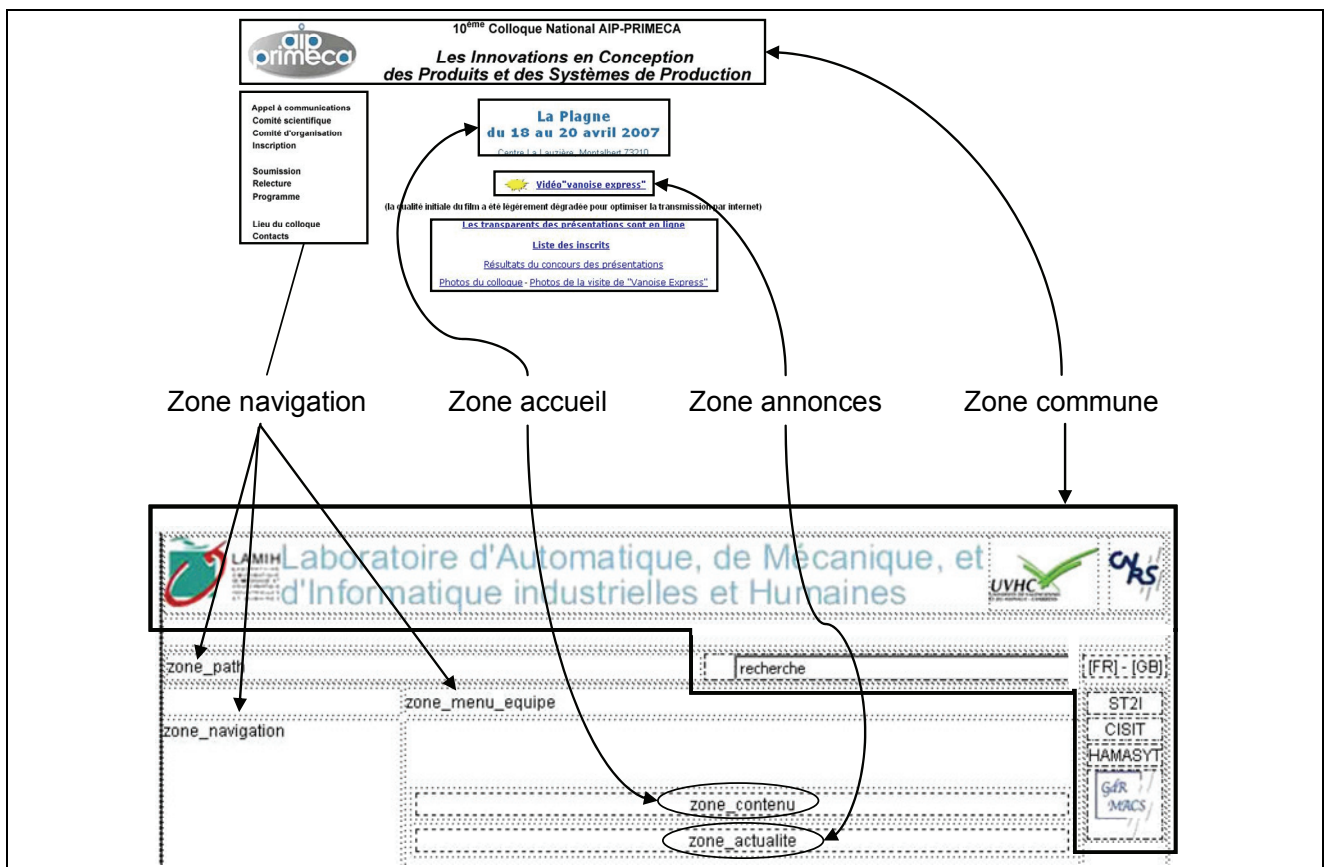 aip
primeca
10ème Colloque National AIP-PRIMECA
Les Innovations en Conception
des Produits et des Systèmes de Production
Appel à communications
Comité scientifique
Comité d'organisation
Inscription
Soumission
Relecture
Programme
Lieu du colloque
Contacts
La Plagne
du 18 au 20 avril 2007
Centre La Lauzière, Montalbert 73210
Vidéo"vanoise express"
(la qualité initiale du film a été légèrement dégradée pour optimiser la transmission par internet)
Les transparents des présentations sont en ligne
Liste des inscrits
Résultats du concours des présentations
Photos du colloque - Photos de la visite de "Vanoise Express"
Zone navigation Zone accueil Zone annonces Zone commune
LAMIH
Laboratoire d'Automatique, de Mécanique, et
d'Informatique industrielles et Humaines
UVHC
CNRS
zone_path
recherche
[FR] - [GB]
zone_menu_equipe
ST2I
zone_navigation
CISIT
HAMASYT
GdR
MACS
zone_contenu
zone_actualite